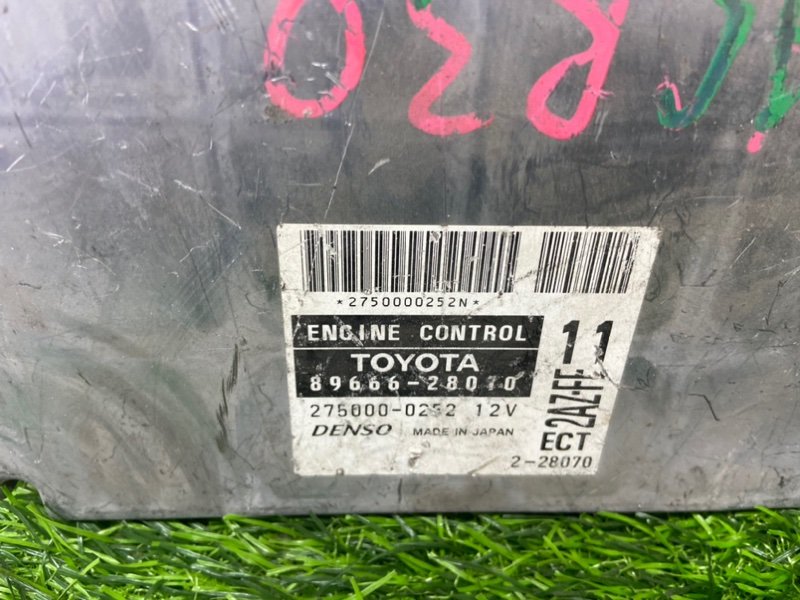 *2750000252N*
ENGINE CONTROL
TOYOTA
89666-28070
275000-0252 12V
DENSO MADE IN JAPAN
11
2AZ-FE
ECT
2-28070